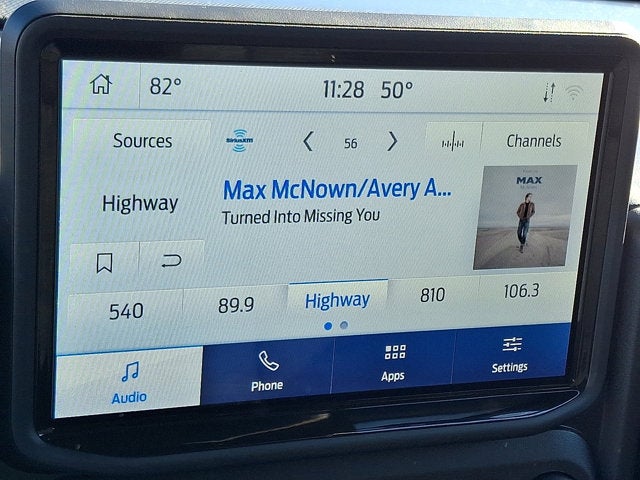 82° 11:28 50°
Sources SiriusXM 56 Channels
Highway
Max McNown/Avery A...
Turned Into Missing You
MAX
540 89.9 Highway 810 106.3
Audio Phone Apps Settings